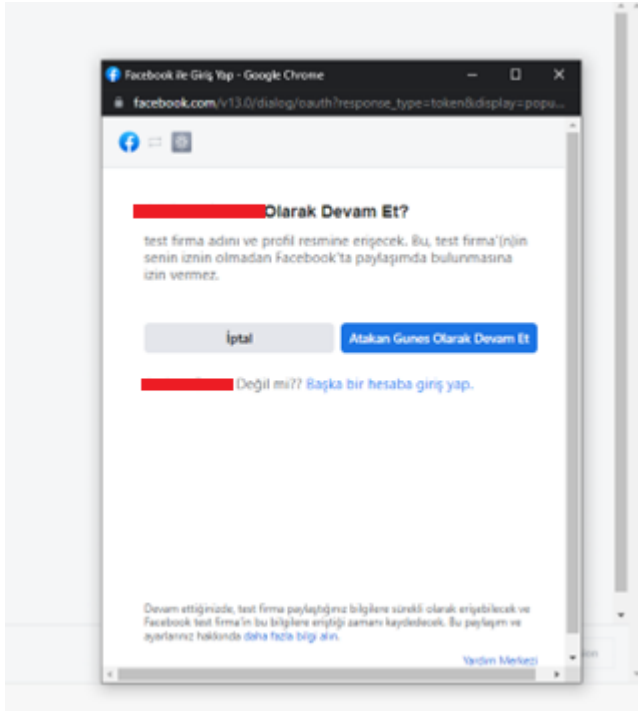 Facebook ile Giriş Yap - Google Chrome
facebook.com/v13.0/dialog/oauth?response_type=token&display=popu...
Olarak Devam Et?
test firma adını ve profil resmine erişecek. Bu, test firma'(n)in
senin iznin olmadan Facebook'ta paylaşımda bulunmasına
izin vermez.
İptal
Atakan Gunes Olarak Devam Et
Değil mi?? Başka bir hesaba giriş yap.
Devam ettiğinizde, test firma paylaştığınız bilgilere sürekli olarak erişebilecek ve
Facebook test firma'in bu bilgilere eriştiği zamanı kaydedecek. Bu paylaşım ve
ayarlarınız hakkında daha fazla bilgi alın.
Yardım Merkezi